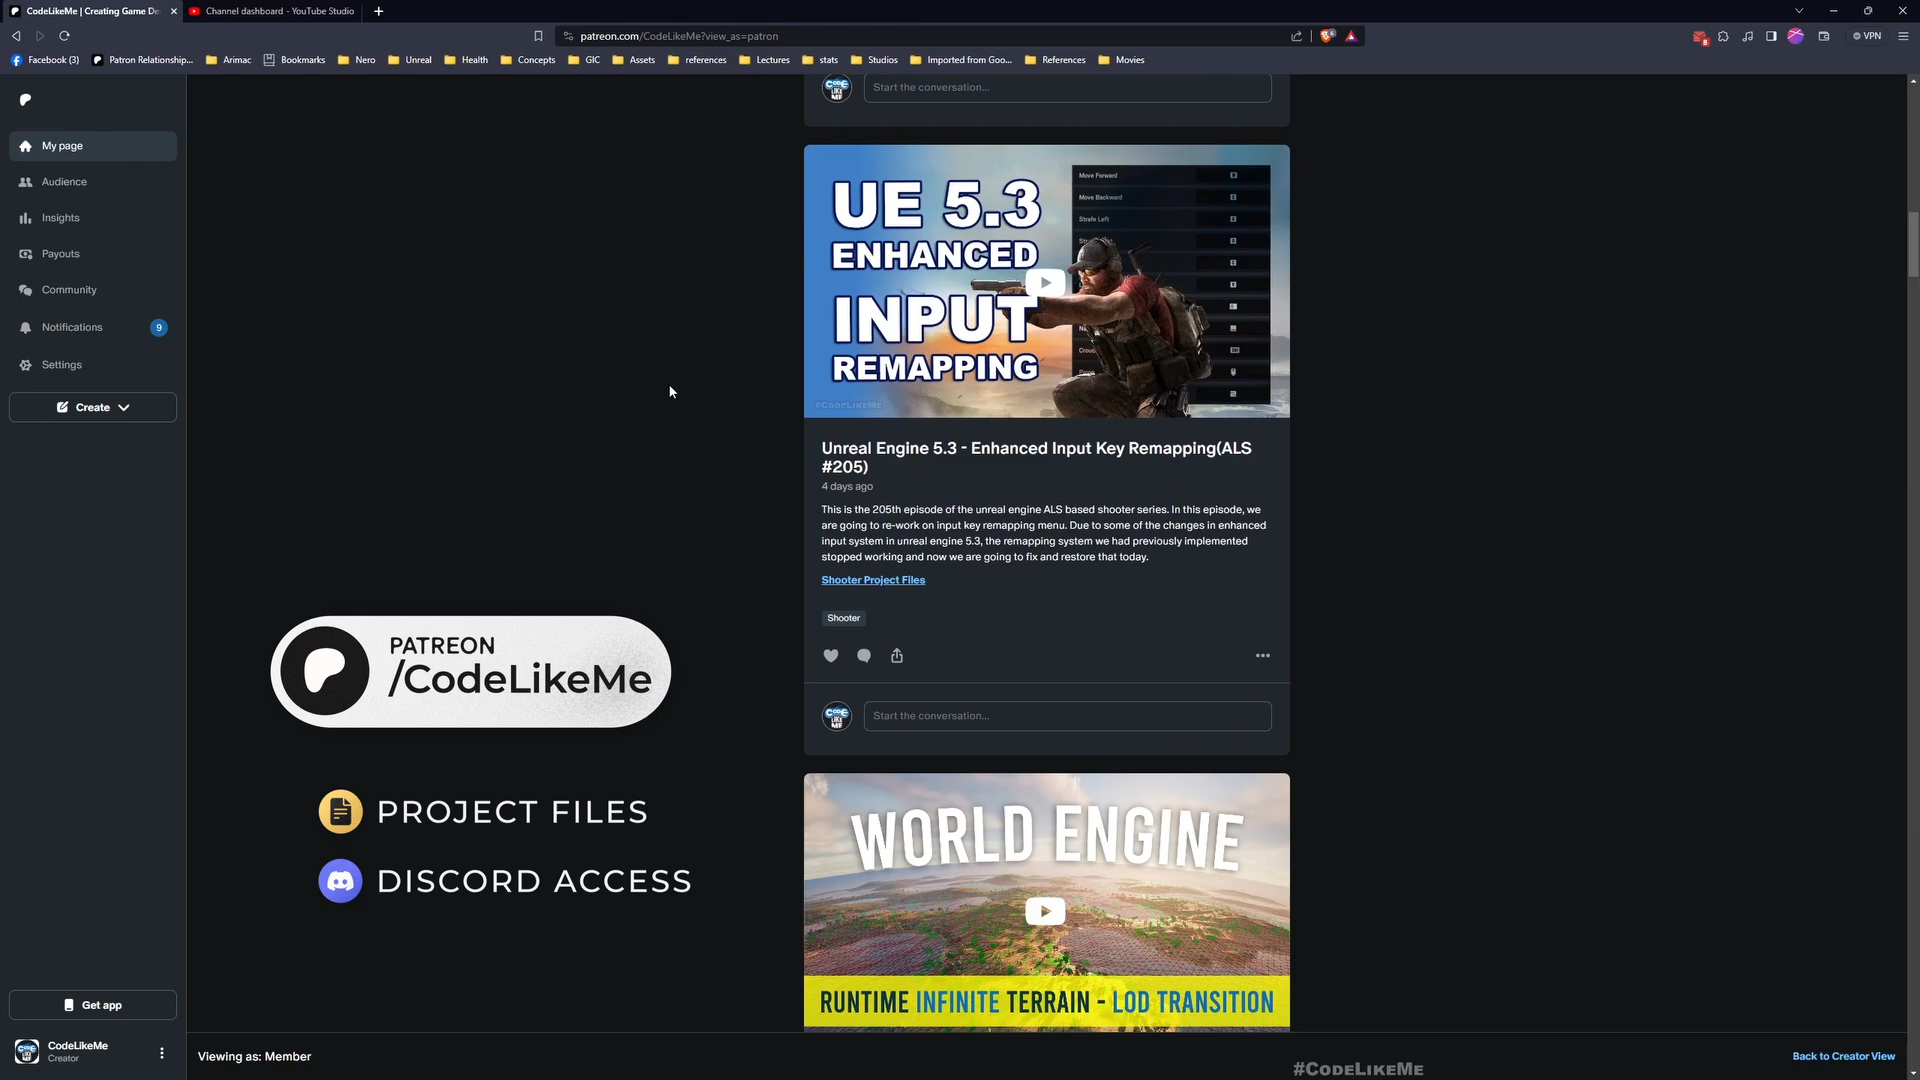 CodeLikeMe | Creating Game De
Channel dashboard - YouTube Studio
patreon.com/CodeLikeMe?view_as=patron
VPN
Facebook (3)
Patron Relationship...
Arimac
Bookmarks
Nero
Unreal
Health
Concepts
GIC
Assets
references
Lectures
stats
Studios
Imported from Goo...
References
Movies
My page
Audience
Insights
Payouts
Community
Notifications
9
Settings
Create
Start the conversation...
UE 5.3
ENHANCED
INPUT
REMAPPING
Move Forward
Move Backward
Strafe Left
#CodeLikeMe
Unreal Engine 5.3 - Enhanced Input Key Remapping(ALS
#205)
4 days ago
This is the 205th episode of the unreal engine ALS based shooter series. In this episode, we
are going to re-work on input key remapping menu. Due to some of the changes in enhanced
input system in unreal engine 5.3, the remapping system we had previously implemented
stopped working and now we are going to fix and restore that today.
Shooter Project Files
Shooter
CODE LIKE ME
Start the conversation...
PATREON
/CodeLikeMe
PROJECT FILES
DISCORD ACCESS
WORLD ENGINE
RUNTIME INFINITE TERRAIN - LOD TRANSITION
Get app
CodeLikeMe
Creator
Viewing as: Member
Back to Creator View
#CodeLikeMe